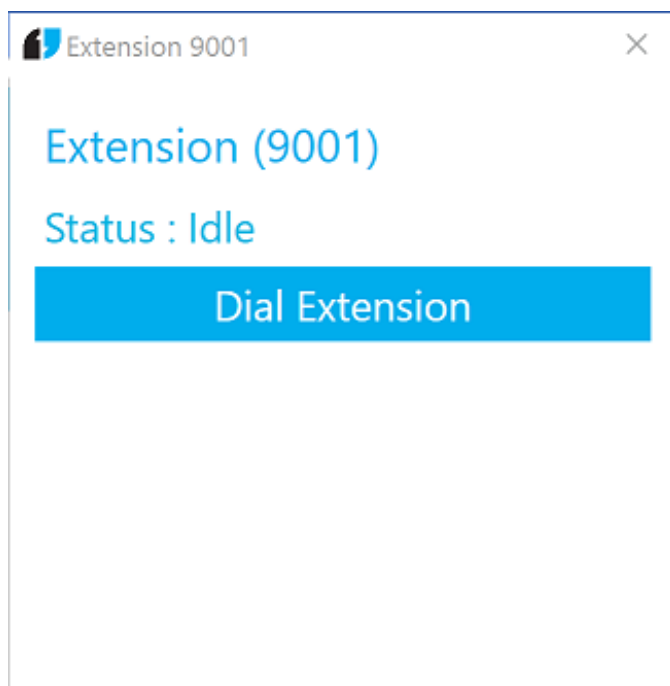 Extension 9001
Extension (9001)
Status : Idle
Dial Extension